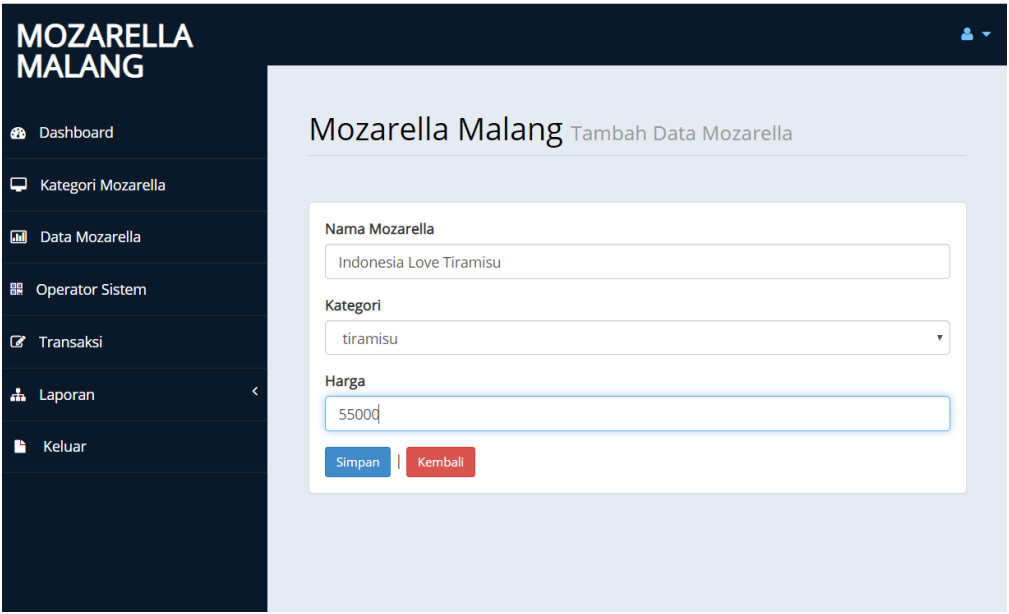 MOZARELLA
MALANG
Dashboard
Kategori Mozarella
Data Mozarella
Operator Sistem
Transaksi
Laporan
Keluar
Mozarella Malang Tambah Data Mozarella
Nama Mozarella
Indonesia Love Tiramisu
Kategori
tiramisu
Harga
55000
Simpan | Kembali